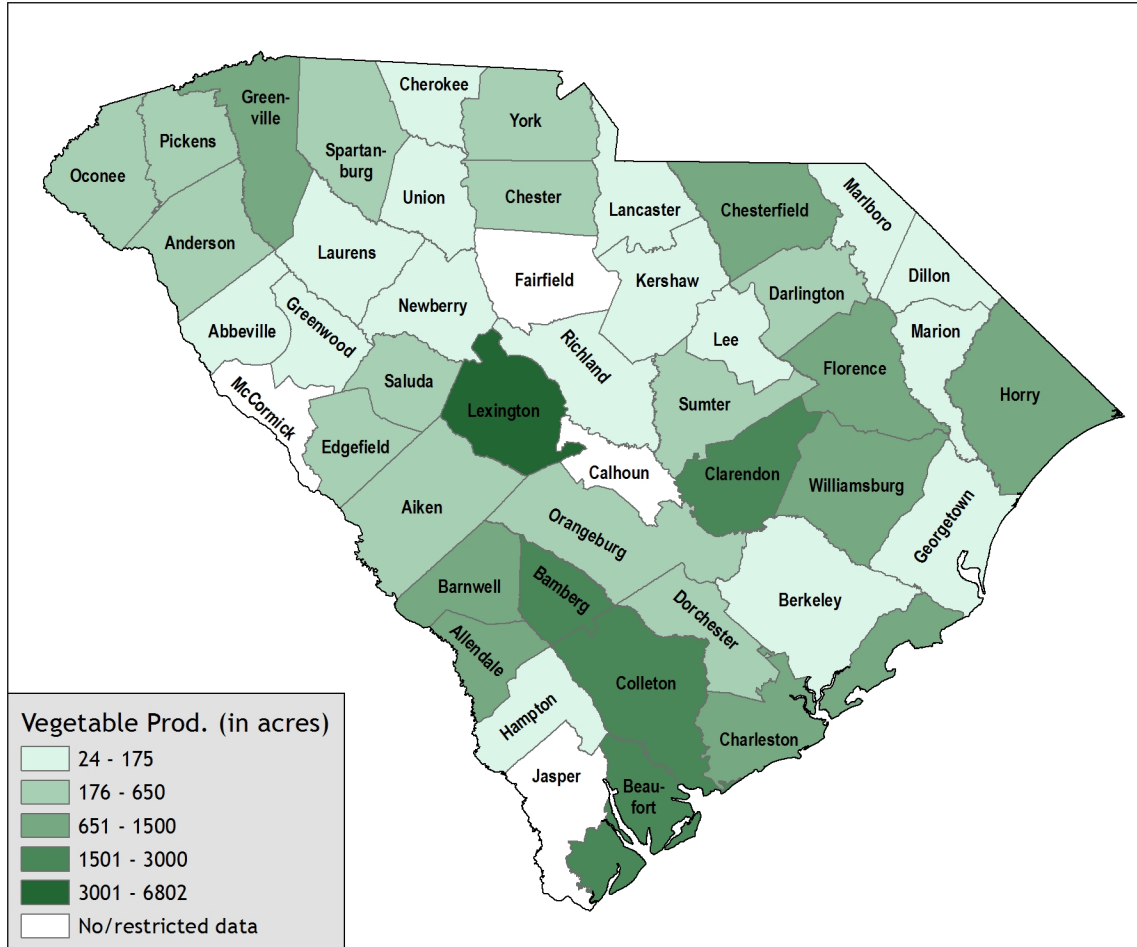 Cherokee
Green-
ville
York
Pickens
Spartan-
burg
Oconee
Union
Chester
Lancaster
Chesterfield
Marlboro
Anderson
Laurens
Fairfield
Kershaw
Dillon
Darlington
Newberry
Abbeville
Greenwood
Richland
Lee
Marion
Florence
Saluda
McCormick
Lexington
Sumter
Horry
Edgefield
Calhoun
Clarendon
Williamsburg
Aiken
Orangeburg
Georgetown
Barnwell
Bamberg
Berkeley
Dorchester
Allendale
Colleton
Hampton
Charleston
Jasper
Beau-
fort
Vegetable Prod. (in acres)
24 - 175
176 - 650
651 - 1500
1501 - 3000
3001 - 6802
No/restricted data